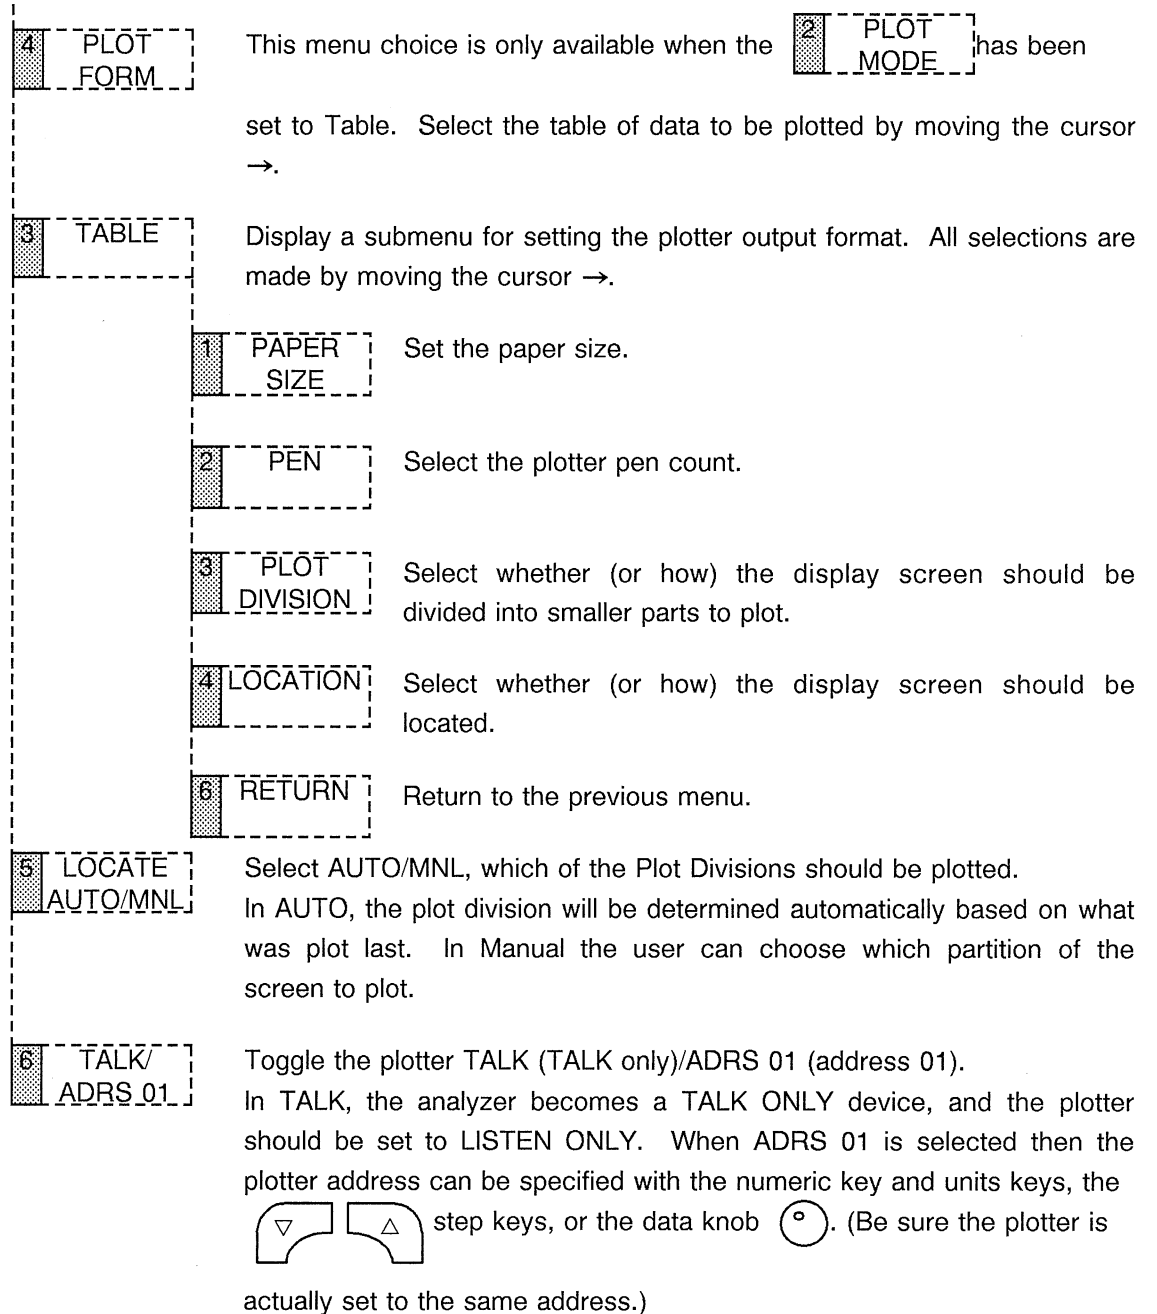 4 PLOT FORM This menu choice is only available when the 2 PLOT MODE has been
set to Table. Select the table of data to be plotted by moving the cursor
→.
3 TABLE Display a submenu for setting the plotter output format. All selections are
made by moving the cursor →.
1 PAPER SIZE Set the paper size.
2 PEN Select the plotter pen count.
3 PLOT DIVISION Select whether (or how) the display screen should be
divided into smaller parts to plot.
4 LOCATION Select whether (or how) the display screen should be
located.
6 RETURN Return to the previous menu.
5 LOCATE AUTO/MNL Select AUTO/MNL, which of the Plot Divisions should be plotted.
In AUTO, the plot division will be determined automatically based on what
was plot last. In Manual the user can choose which partition of the
screen to plot.
6 TALK/ ADRS 01 Toggle the plotter TALK (TALK only)/ADRS 01 (address 01).
In TALK, the analyzer becomes a TALK ONLY device, and the plotter
should be set to LISTEN ONLY. When ADRS 01 is selected then the
plotter address can be specified with the numeric key and units keys, the
▽ △ step keys, or the data knob . (Be sure the plotter is
actually set to the same address.)